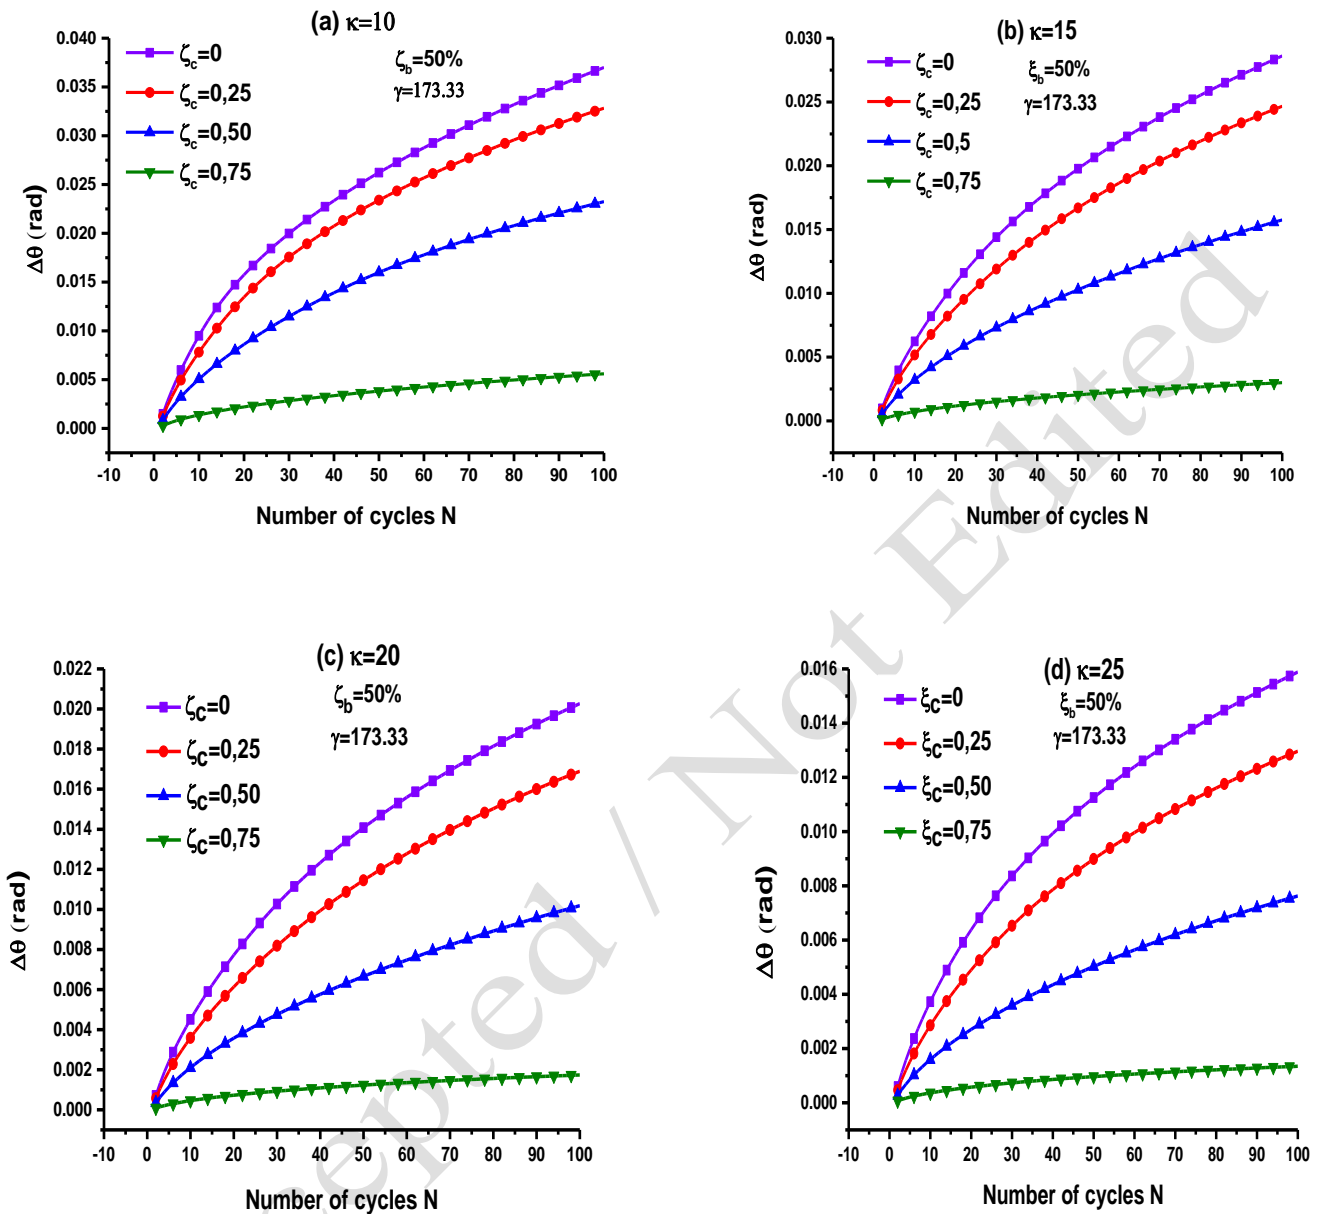 (a) κ=10
ζc=0
ζc=0,25
ζc=0,50
ζc=0,75
ζb=50%
γ=173.33
0.040
0.035
0.030
0.025
0.020
0.015
0.010
0.005
0.000
Δθ (rad)
-10 0 10 20 30 40 50 60 70 80 90 100
Number of cycles N
(b) κ=15
ζc=0
ζc=0,25
ζc=0,5
ζc=0,75
ξb=50%
γ=173.33
0.030
0.025
0.020
0.015
0.010
0.005
0.000
Δθ (rad)
-10 0 10 20 30 40 50 60 70 80 90 100
Number of cycles N
(c) κ=20
ζC=0
ζC=0,25
ζC=0,50
ζC=0,75
ζb=50%
γ=173.33
0.022
0.020
0.018
0.016
0.014
0.012
0.010
0.008
0.006
0.004
0.002
0.000
Δθ (rad)
-10 0 10 20 30 40 50 60 70 80 90 100
Number of cycles N
(d) κ=25
ξC=0
ξC=0,25
ξC=0,50
ξC=0,75
ξb=50%
γ=173.33
0.016
0.014
0.012
0.010
0.008
0.006
0.004
0.002
0.000
Δθ (rad)
-10 0 10 20 30 40 50 60 70 80 90 100
Number of cycles N
cepted / Not Edited